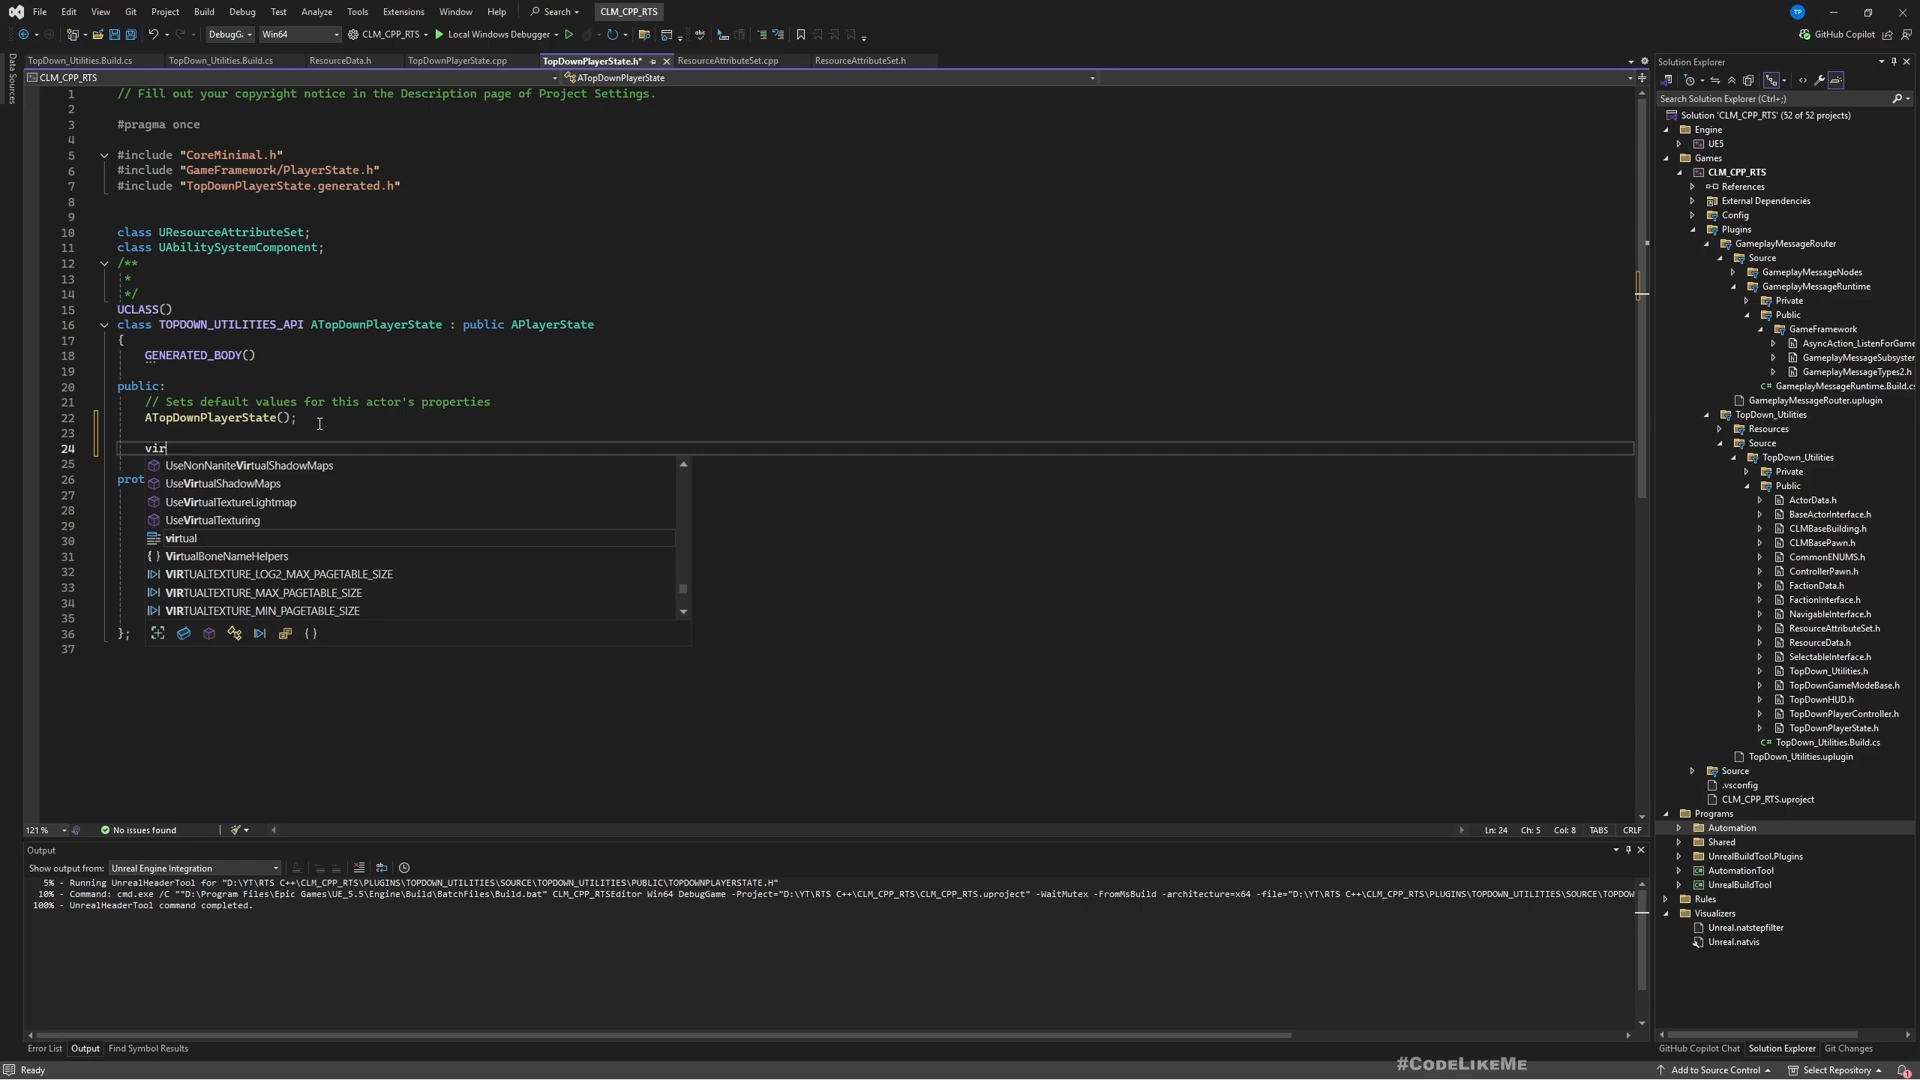 File Edit View Git Project Build Debug Test Analyze Tools Extensions Window Help Search CLM_CPP_RTS TP
DebugG Win64 CLM_CPP_RTS Local Windows Debugger GitHub Copilot
Data Sources
TopDown_Utilities.Build.cs TopDown_Utilities.Build.cs ResourceData.h TopDownPlayerState.cpp TopDownPlayerState.h* ResourceAttributeSet.cpp ResourceAttributeSet.h
CLM_CPP_RTS ATopDownPlayerState
1 // Fill out your copyright notice in the Description page of Project Settings.
2
3 #pragma once
4
5 #include "CoreMinimal.h"
6 #include "GameFramework/PlayerState.h"
7 #include "TopDownPlayerState.generated.h"
8
9
10 class UResourceAttributeSet;
11 class UAbilitySystemComponent;
12 /**
13 *
14 */
15 UCLASS()
16 class TOPDOWN_UTILITIES_API ATopDownPlayerState : public APlayerState
17 {
18 GENERATED_BODY()
19
20 public:
21 // Sets default values for this actor's properties
22 ATopDownPlayerState();
23
24 vir
25
26 prot
27
28
29
30
31
32
33
34
35
36 };
37
UseNonNaniteVirtualShadowMaps
UseVirtualShadowMaps
UseVirtualTextureLightmap
UseVirtualTexturing
virtual
VirtualBoneNameHelpers
VIRTUALTEXTURE_LOG2_MAX_PAGETABLE_SIZE
VIRTUALTEXTURE_MAX_PAGETABLE_SIZE
VIRTUALTEXTURE_MIN_PAGETABLE_SIZE
121 % No issues found Ln: 24 Ch: 5 Col: 8 TABS CRLF
Output
Show output from: Unreal Engine Integration
5% - Running UnrealHeaderTool for "D:\YT\RTS C++\CLM_CPP_RTS\PLUGINS\TOPDOWN_UTILITIES\SOURCE\TOPDOWN_UTILITIES\PUBLIC\TOPDOWNPLAYERSTATE.H"
10% - Command: cmd.exe /C ""D:\Program Files\Epic Games\UE_5.5\Engine\Build\BatchFiles\Build.bat" CLM_CPP_RTSEditor Win64 DebugGame -Project="D:\YT\RTS C++\CLM_CPP_RTS\CLM_CPP_RTS.uproject" -WaitMutex -FromMsBuild -architecture=x64 -file="D:\YT\RTS C++\CLM_CPP_RTS\PLUGINS\TOPDOWN_UTILITIES\SOURCE\TOPDOW
100% - UnrealHeaderTool command completed.
Error List Output Find Symbol Results
Ready
Solution Explorer
Search Solution Explorer (Ctrl+;)
Solution 'CLM_CPP_RTS' (52 of 52 projects)
Engine
UE5
Games
CLM_CPP_RTS
References
External Dependencies
Config
Plugins
GameplayMessageRouter
Source
GameplayMessageNodes
GameplayMessageRuntime
Private
Public
GameFramework
AsyncAction_ListenForGame
GameplayMessageSubsystem
GameplayMessageTypes2.h
GameplayMessageRuntime.Build.cs
GameplayMessageRouter.uplugin
TopDown_Utilities
Resources
Source
TopDown_Utilities
Private
Public
ActorData.h
BaseActorInterface.h
CLMBaseBuilding.h
CLMBasePawn.h
CommonENUMS.h
ControllerPawn.h
FactionData.h
FactionInterface.h
NavigableInterface.h
ResourceAttributeSet.h
ResourceData.h
SelectableInterface.h
TopDown_Utilities.h
TopDownGameModeBase.h
TopDownHUD.h
TopDownPlayerController.h
TopDownPlayerState.h
TopDown_Utilities.Build.cs
TopDown_Utilities.uplugin
Source
.vsconfig
CLM_CPP_RTS.uproject
Programs
Automation
Shared
UnrealBuildTool.Plugins
AutomationTool
UnrealBuildTool
Rules
Visualizers
Unreal.natstepfilter
Unreal.natvis
GitHub Copilot Chat Solution Explorer Git Changes
#CodeLikeMe
Add to Source Control Select Repository 1